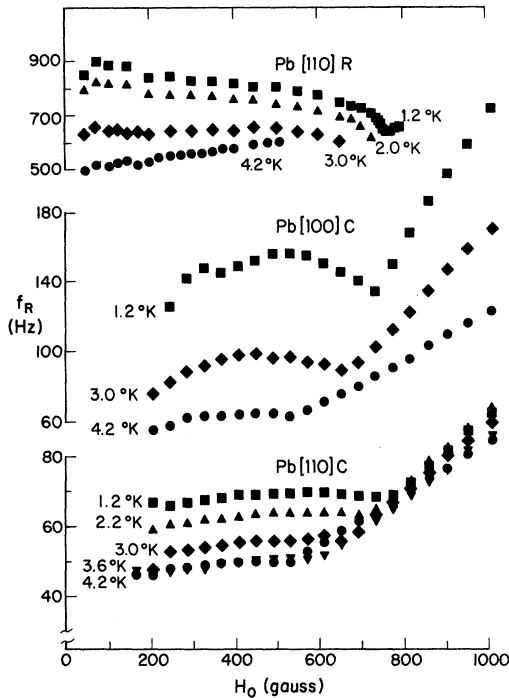 900
Pb [110] R
700
1.2 °K
2.0 °K
500
4.2 °K
3.0 °K
180
Pb [100] C
140
1.2 °K
fR
(Hz)
100
3.0 °K
4.2 °K
60
80
Pb [110] C
1.2 °K
2.2 °K
60
3.0 °K
3.6 °K
4.2 °K
40
0 200 400 600 800 1000
H0 (gauss)